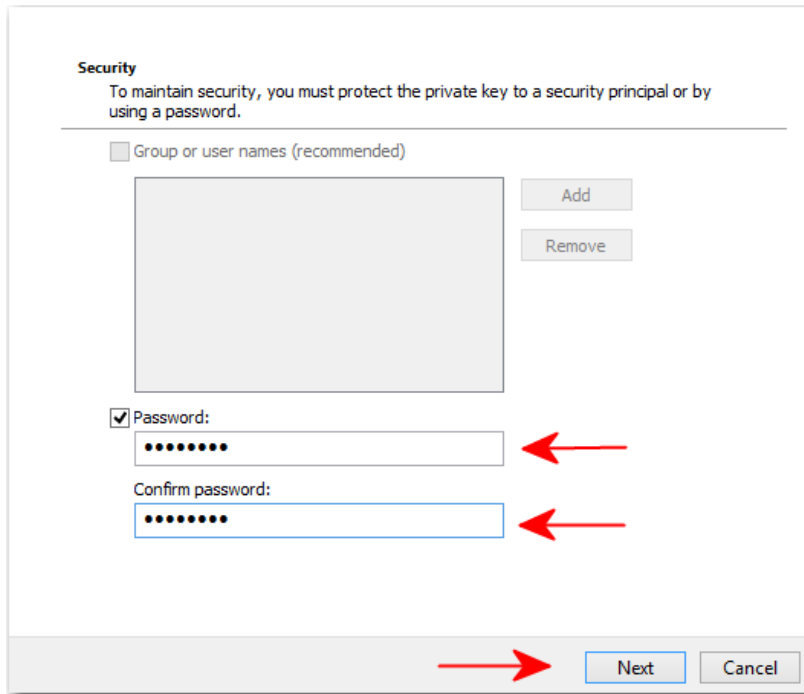 Security
To maintain security, you must protect the private key to a security principal or by
using a password.
Group or user names (recommended)
Add
Remove
Password:
••••••••
Confirm password:
••••••••
Next
Cancel